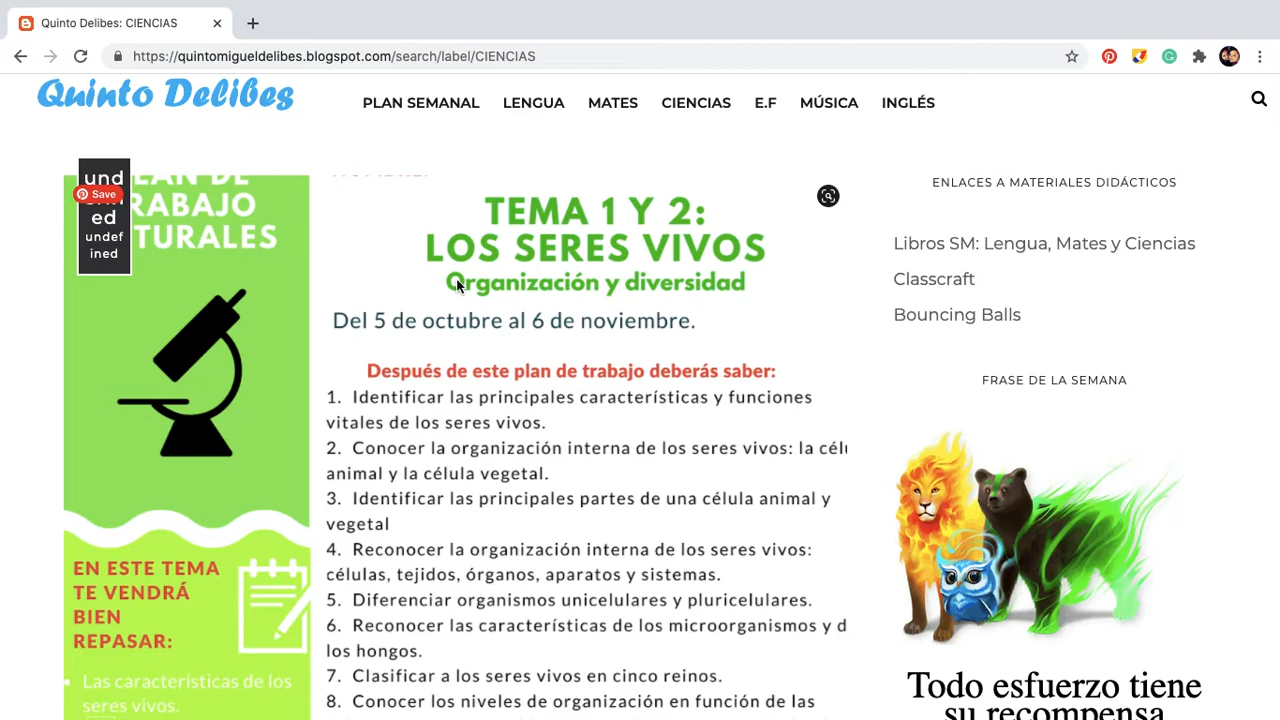 Quinto Delibes: CIENCIAS
https://quintomigueldelibes.blogspot.com/search/label/CIENCIAS
Quinto Delibes
PLAN SEMANAL LENGUA MATES CIENCIAS E.F MÚSICA INGLÉS
und
Save
ed
undef
ined
TURALES
TEMA 1 Y 2:
LOS SERES VIVOS
Organización y diversidad
Del 5 de octubre al 6 de noviembre.
Después de este plan de trabajo deberás saber:
1. Identificar las principales características y funciones
vitales de los seres vivos.
2. Conocer la organización interna de los seres vivos: la célu
animal y la célula vegetal.
3. Identificar las principales partes de una célula animal y
vegetal
4. Reconocer la organización interna de los seres vivos:
células, tejidos, órganos, aparatos y sistemas.
5. Diferenciar organismos unicelulares y pluricelulares.
6. Reconocer las características de los microorganismos y d
los hongos.
7. Clasificar a los seres vivos en cinco reinos.
8. Conocer los niveles de organización en función de las
EN ESTE TEMA
TE VENDRÁ
BIEN
REPASAR:
Las características de los
seres vivos.
ENLACES A MATERIALES DIDÁCTICOS
Libros SM: Lengua, Mates y Ciencias
Classcraft
Bouncing Balls
FRASE DE LA SEMANA
Todo esfuerzo tiene
su recompensa